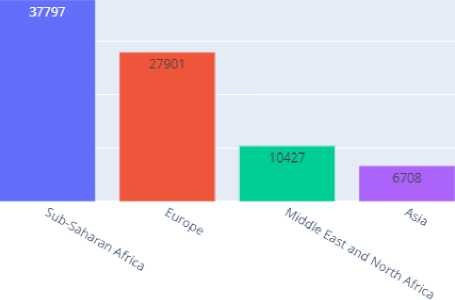 37797
27901
10427
6708
Sub-Saharan Africa
Europe
Middle East and North Africa
Asia